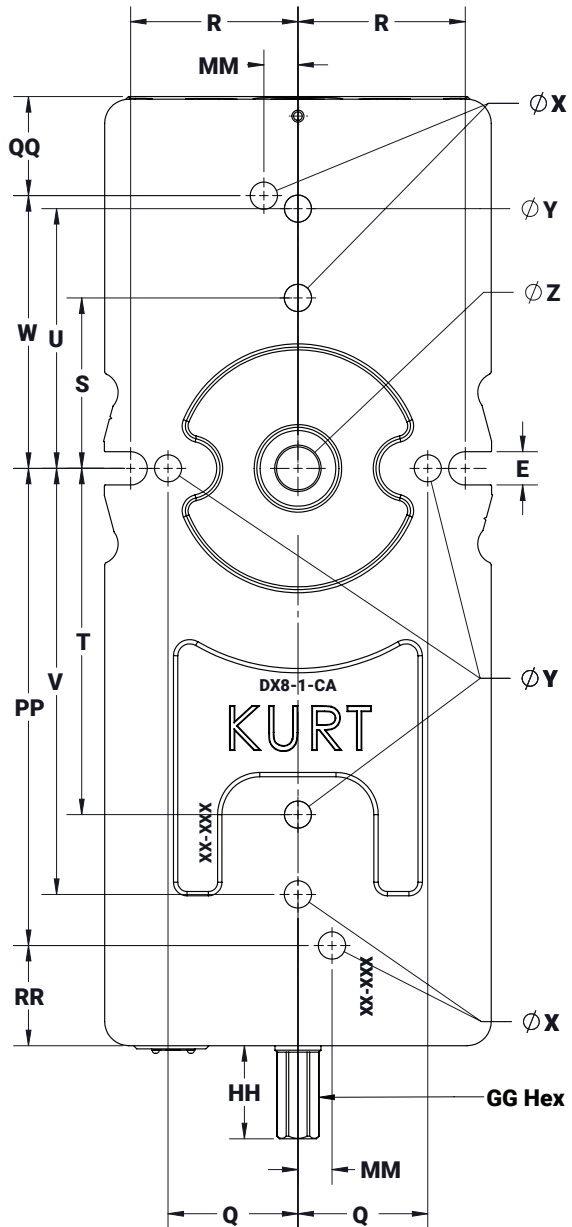 R R
MM
ØX
QQ
ØY
ØZ
W U S
E
T
V
PP
ØY
DX8-1-CA
KURT
XX-XXX
XX-XXX
RR
ØX
HH
GG Hex
MM
Q Q